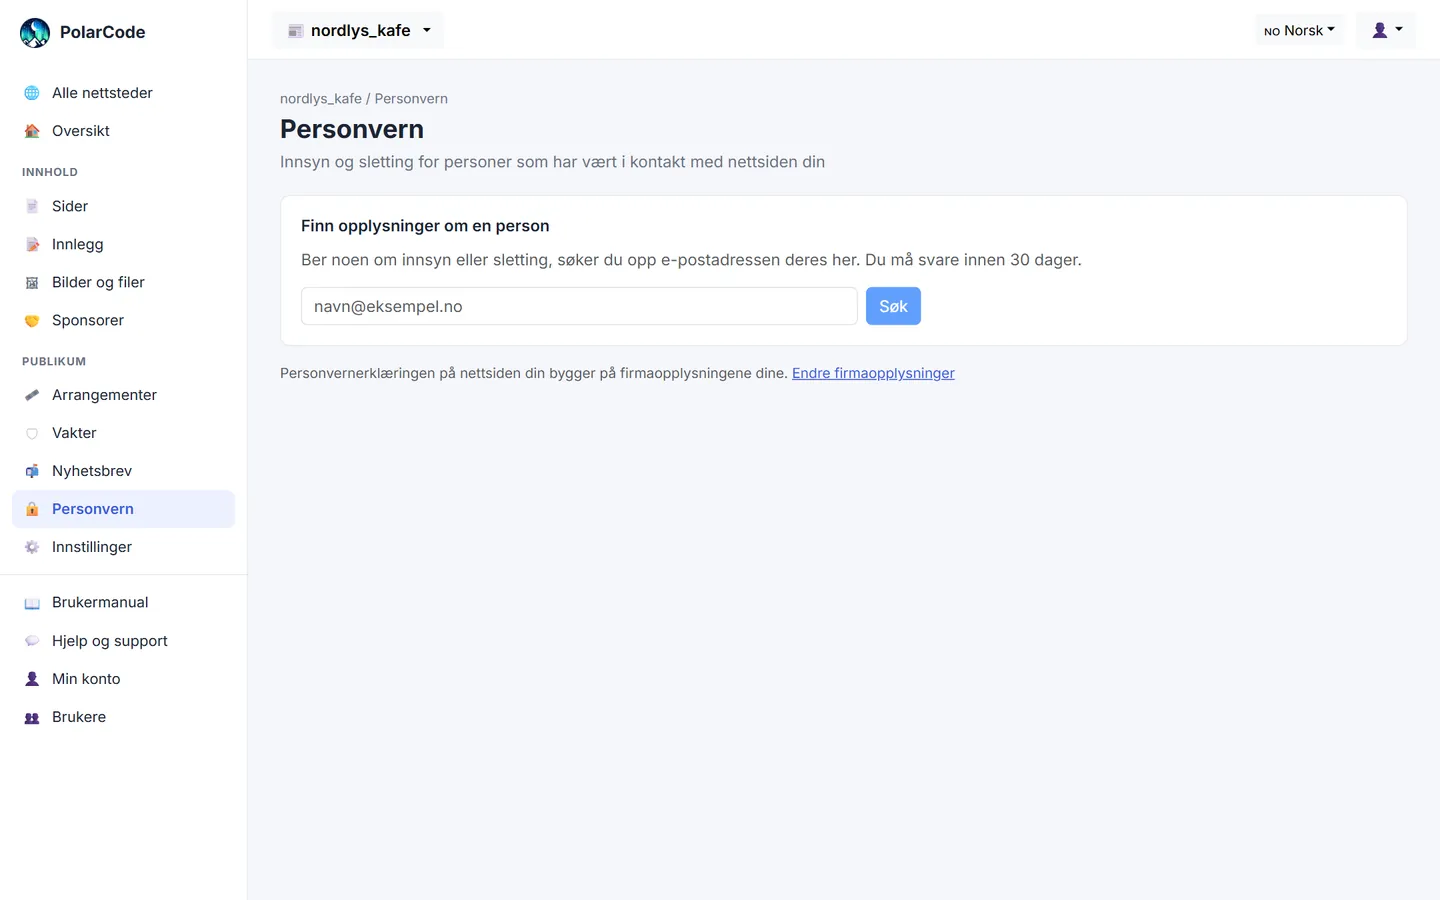 PolarCode
nordlys_kafe
NO Norsk
Alle nettsteder
Oversikt
INNHOLD
Sider
Innlegg
Bilder og filer
Sponsorer
PUBLIKUM
Arrangementer
Vakter
Nyhetsbrev
Personvern
Innstillinger
Brukermanual
Hjelp og support
Min konto
Brukere
nordlys_kafe / Personvern
Personvern
Innsyn og sletting for personer som har vært i kontakt med nettsiden din
Finn opplysninger om en person
Ber noen om innsyn eller sletting, søker du opp e-postadressen deres her. Du må svare innen 30 dager.
navn@eksempel.no
Søk
Personvernerklæringen på nettsiden din bygger på firmaopplysningene dine. Endre firmaopplysninger